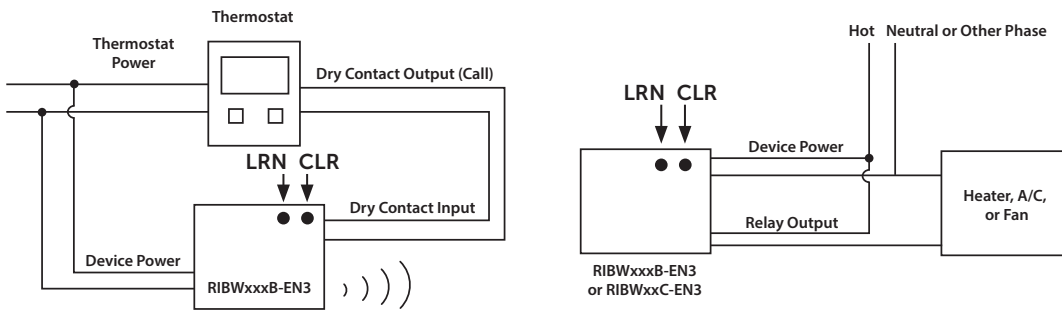 Thermostat
Thermostat
Power
Dry Contact Output (Call)
LRN CLR
Dry Contact Input
Device Power
RIBWxxxB-EN3
Hot Neutral or Other Phase
LRN CLR
Device Power
Heater, A/C,
or Fan
Relay Output
RIBWxxxB-EN3
or RIBWxxC-EN3